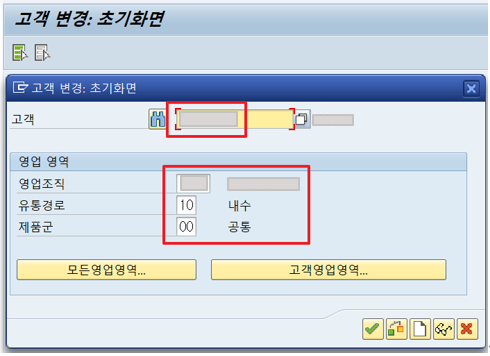 고객 변경: 초기화면
고객 변경: 초기화면
고객
영업 영역
영업조직
유통경로 10 내수
제품군 00 공통
모든영업영역...
고객영업영역...